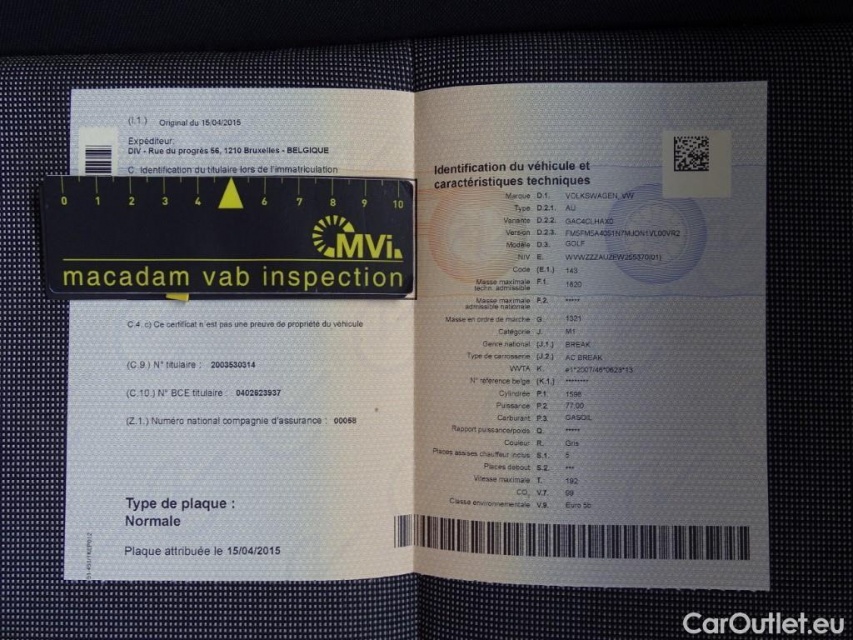 (I.1.) Original du 15/04/2015
Expéditeur:
DIV - Rue du progrès 56, 1210 Bruxelles - BELGIQUE
C. Identification du titulaire lors de l'immatriculation
0 1 2 3 4 6 7 8 9 10
MVi.
macadam vab inspection
C.4. c) Ce certificat n'est pas une preuve de propriété du véhicule
(C.9.) N° titulaire : 2003530314
(C.10.) N° BCE titulaire : 0402623937
(Z.1.) Numéro national compagnie d'assurance : 00058
Type de plaque :
Normale
Plaque attribuée le 15/04/2015
Identification du véhicule et
caractéristiques techniques
Marque D.1. VOLKSWAGEN, VW
Type D.2.1. AU
Variante D.2.2. GAC4CLHAX0
Version D.2.3.
Modèle D.3. GOLF
NIV E.
Code (E.1.) 143
Masse maximale
techn. admissible F.1. 1820
Masse maximale
admissible nationale F.2. *****
Masse en ordre de marche G. 1321
Catégorie J. M1
Genre national (J.1.) BREAK
Type de carrosserie (J.2.) AC BREAK
WVTA K. e1*2007/46*0623*13
N° référence belge (K.1.) ********
Cylindrée P.1. 1598
Puissance P.2. 77.00
Carburant P.3. GASOIL
Rapport puissance/poids Q. *****
Couleur R. Gris
Places assises chauffeur inclus S.1. 5
Places debout S.2. ***
Vitesse maximale T. 192
CO₂ V.7. 99
Classe environnementale V.9. Euro 5b
CarOutlet.eu